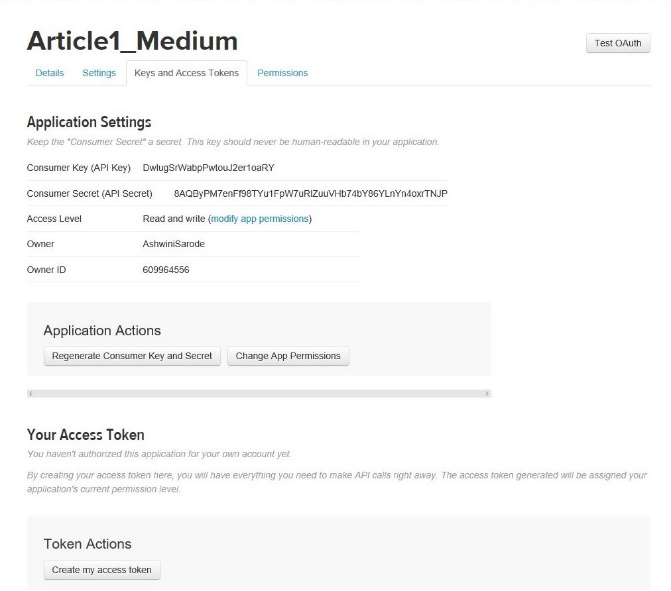 Article1_Medium
Test OAuth
Details Settings Keys and Access Tokens Permissions
Application Settings
Keep the "Consumer Secret" a secret. This key should never be human-readable in your application.
Consumer Key (API Key)
Consumer Secret (API Secret)
Access Level Read and write (modify app permissions)
Owner AshwiniSarode
Owner ID 609964556
Application Actions
Regenerate Consumer Key and Secret Change App Permissions
Your Access Token
You haven't authorized this application for your own account yet.
By creating your access token here, you will have everything you need to make API calls right away. The access token generated will be assigned your
application's current permission level.
Token Actions
Create my access token